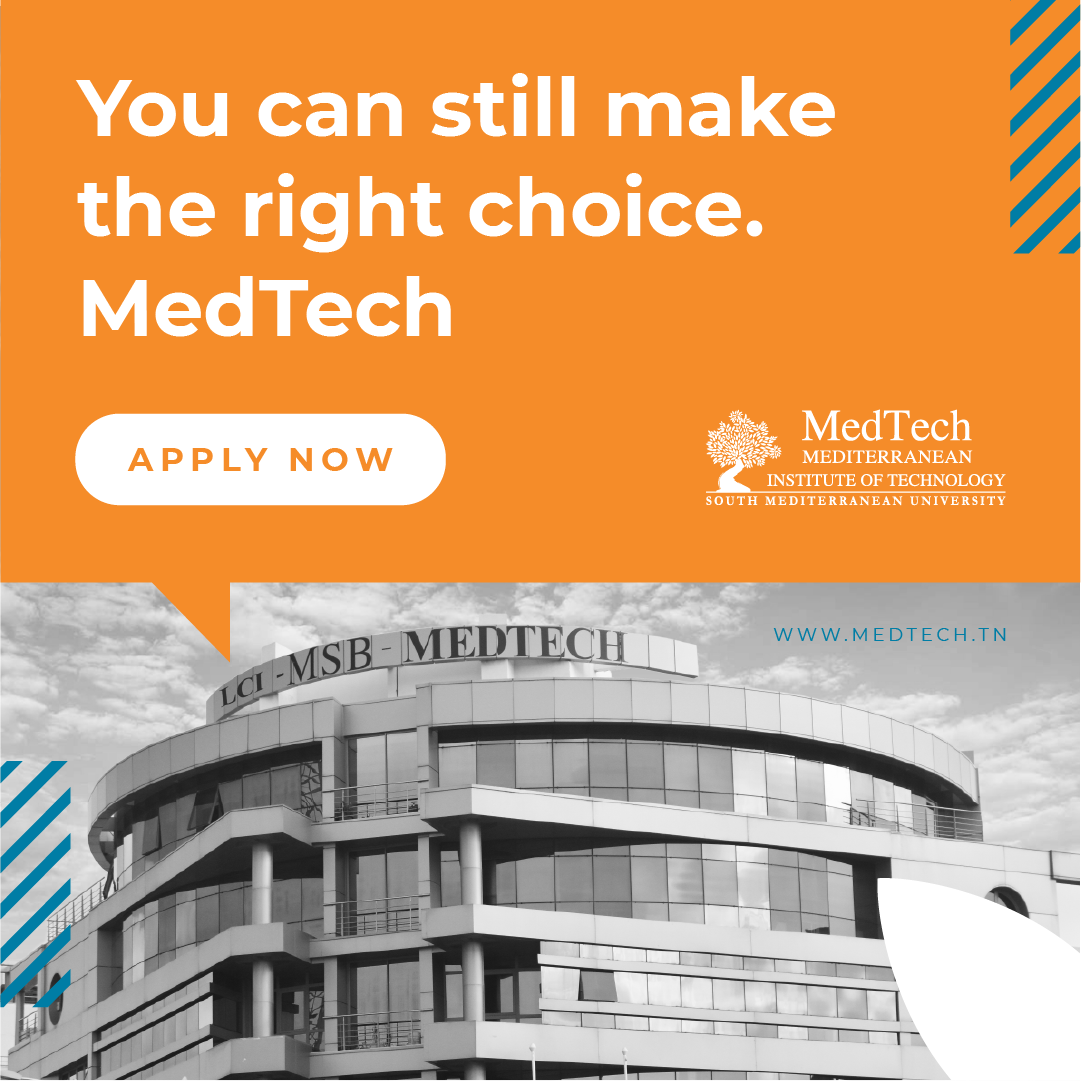 You can still make
the right choice.
MedTech
APPLY NOW
MedTech
MEDITERRANEAN
INSTITUTE OF TECHNOLOGY
SOUTH MEDITERRANEAN UNIVERSITY
WWW.MEDTECH.TN
LCI - MSB - MEDTECH